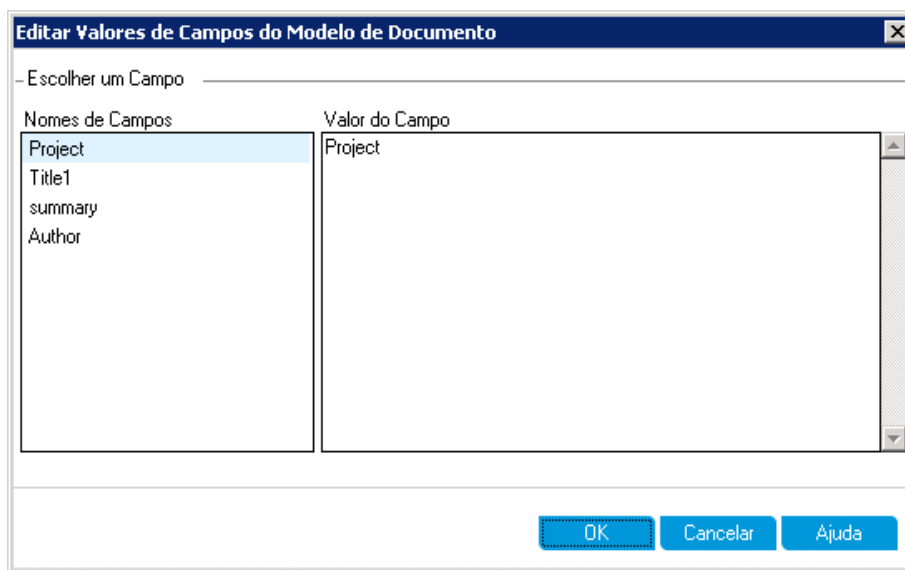 Editar Valores de Campos do Modelo de Documento
Escolher um Campo
Nomes de Campos
Valor do Campo
Project
Project
Title1
summary
Author
OK
Cancelar
Ajuda